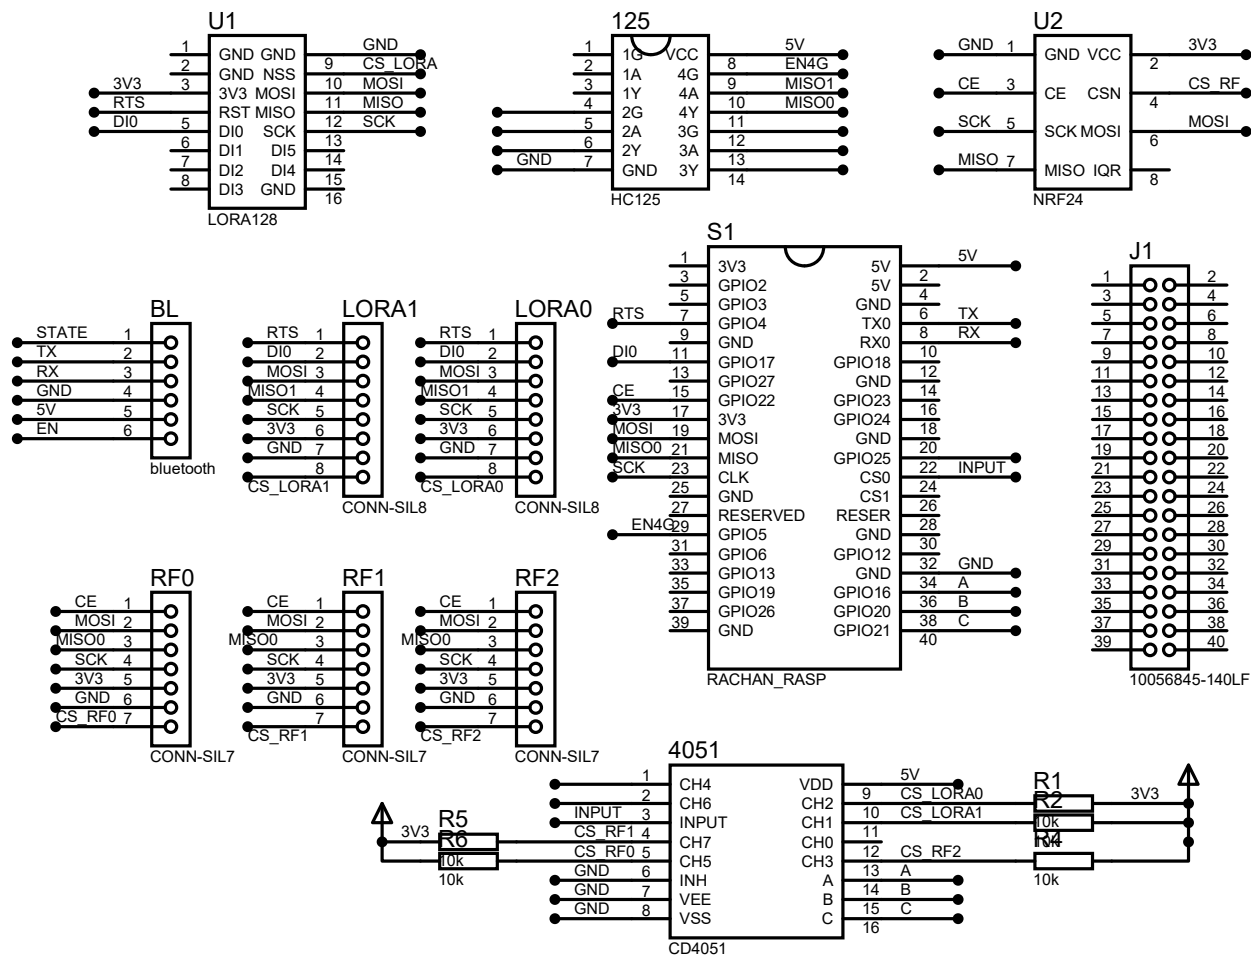 U1
1 GND GND GND
2 GND NSS 9 CS_LORA
3V3 3 3V3 MOSI 10 MOSI
RTS RST MISO 11 MISO
DI0 5 DI0 SCK 12 SCK
6 DI1 DI5 13
7 DI2 DI4 14
8 DI3 GND 15
16
LORA128
125
1 1G VCC 5V
2 1A 4G 8 EN4G
3 1Y 4A 9 MISO1
4 2G 4Y 10 MISO0
5 2A 3G 11
6 2Y 3A 12
GND 7 GND 3Y 13
14
HC125
U2
GND 1 GND VCC 3V3
2
CE 3 CE CSN CS_RF
4
SCK 5 SCK MOSI MOSI
6
MISO 7 MISO IQR
8
NRF24
BL
STATE 1
TX 2
RX 3
GND 4
5V 5
EN 6
bluetooth
LORA1
RTS 1
DI0 2
MOSI 3
MISO1 4
SCK 5
3V3 6
GND 7
8
CS_LORA1
CONN-SIL8
LORA0
RTS 1
DI0 2
MOSI 3
MISO1 4
SCK 5
3V3 6
GND 7
8
CS_LORA0
CONN-SIL8
S1
1 3V3 5V 5V
3 GPIO2 5V 2
5 GPIO3 GND 4
RTS 7 GPIO4 TX0 6 TX
9 GND RX0 8 RX
DI0 11 GPIO17 GPIO18 10
13 GPIO27 GND 12
CE 15 GPIO22 GPIO23 14
3V3 17 3V3 GPIO24 16
MOSI 19 MOSI GND 18
MISO0 21 MISO GPIO25 20
SCK 23 CLK CS0 22 INPUT
25 GND CS1 24
27 RESERVED RESER 26
EN4G 29 GPIO5 GND 28
31 GPIO6 GPIO12 30
33 GPIO13 GND 32 GND
35 GPIO19 GPIO16 34 A
37 GPIO26 GPIO20 36 B
39 GND GPIO21 38 C
40
RACHAN_RASP
J1
1 2
3 4
5 6
7 8
9 10
11 12
13 14
15 16
17 18
19 20
21 22
23 24
25 26
27 28
29 30
31 32
33 34
35 36
37 38
39 40
10056845-140LF
RF0
CE 1
MOSI 2
MISO0 3
SCK 4
3V3 5
GND 6
CS_RF0 7
CONN-SIL7
RF1
CE 1
MOSI 2
MISO0 3
SCK 4
3V3 5
GND 6
7
CS_RF1
CONN-SIL7
RF2
CE 1
MOSI 2
MISO0 3
SCK 4
3V3 5
GND 6
7
CS_RF2
CONN-SIL7
4051
1 CH4 VDD 5V
2 CH6 CH2 9 CS_LORA0
INPUT 3 INPUT CH1 10 CS_LORA1
CS_RF1 4 CH7 CH0 11
CS_RF0 5 CH5 CH3 12 CS_RF2
GND 6 INH A 13 A
GND 7 VEE B 14 B
GND 8 VSS C 15 C
16
CD4051
R5
3V3
R6
10k
10k
R1
3V3
R2
10k
R4
10k